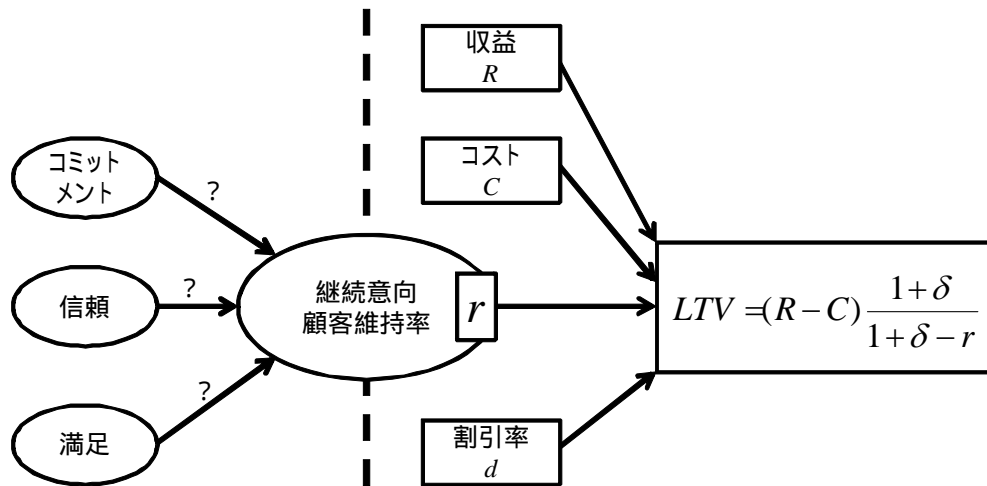 収益
R
コスト
C
コミット
メント
?
信頼
?
満足
?
継続意向
顧客維持率
r
LTV=(R-C) \frac{1+δ}{1+δ-r}
割引率
d